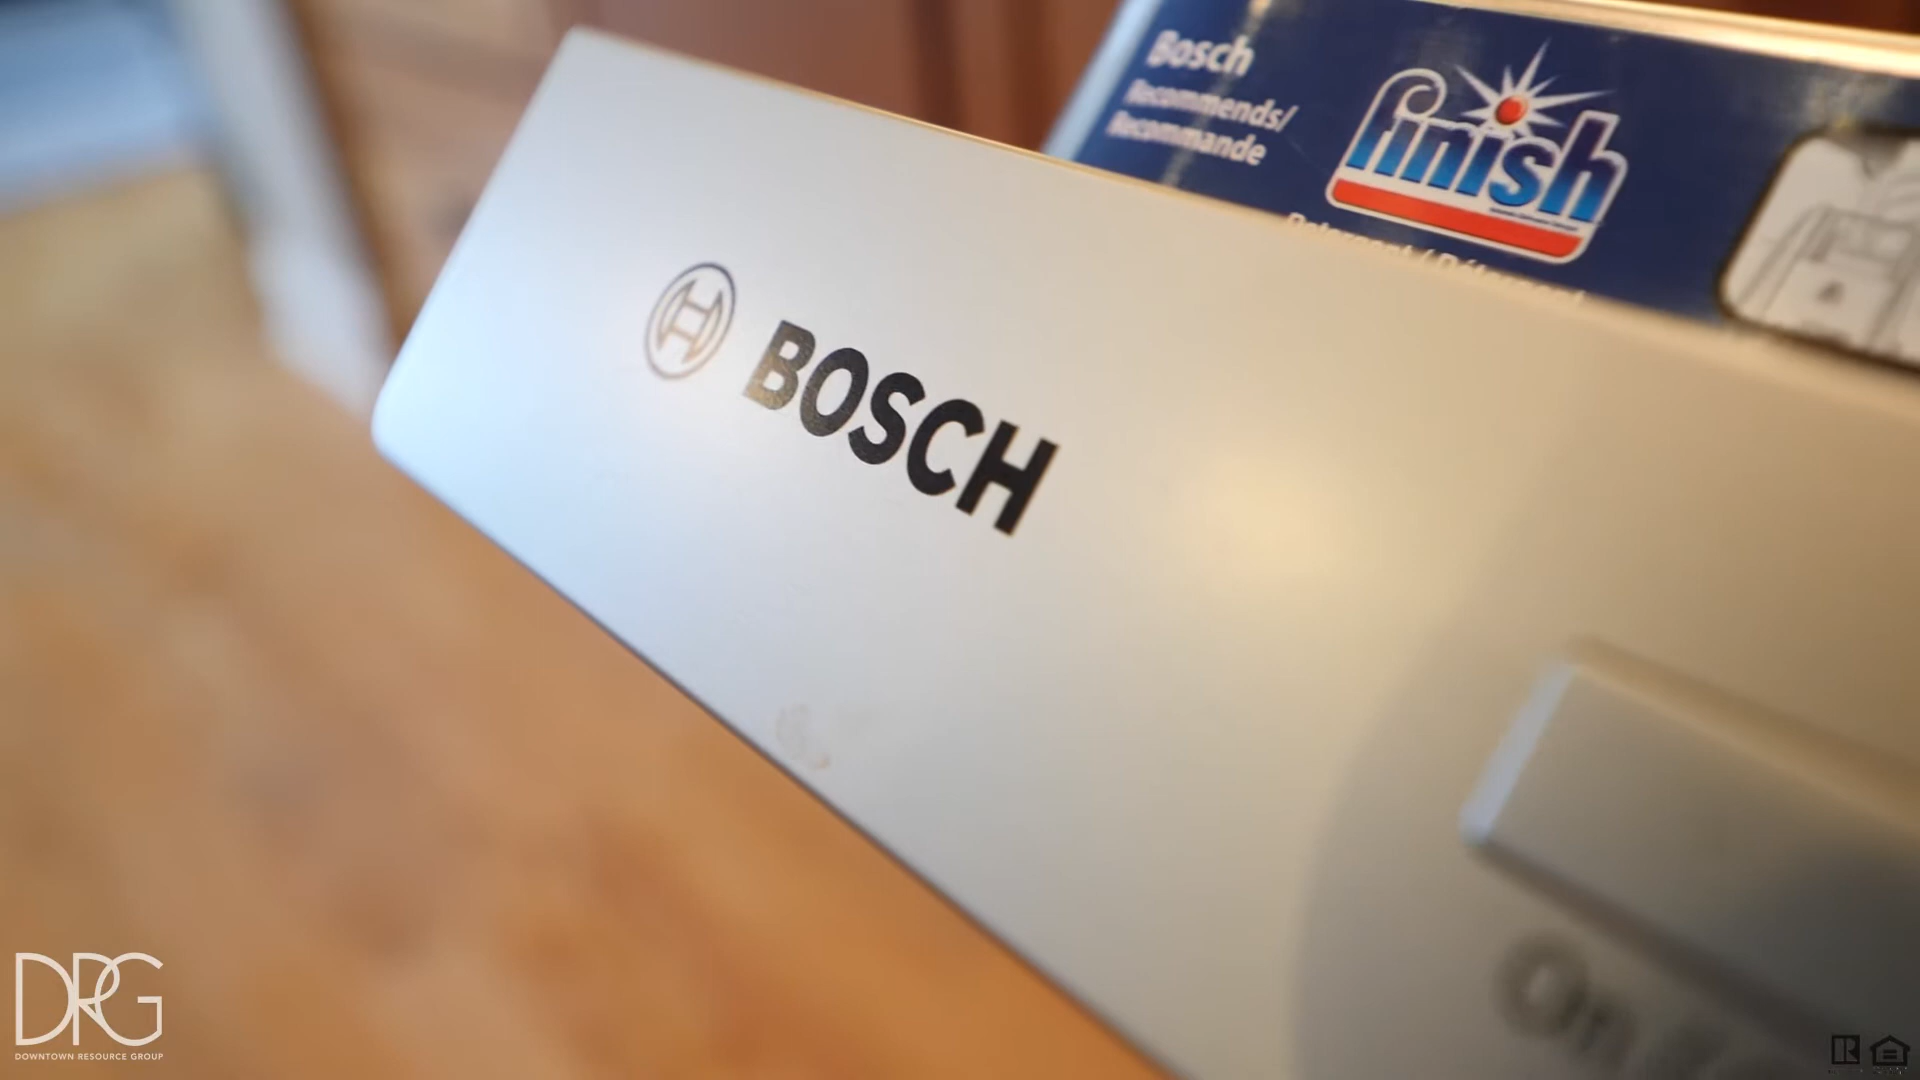 Bosch
Recommends/
Recommande
finish
BOSCH
DRG
DOWNTOWN RESOURCE GROUP